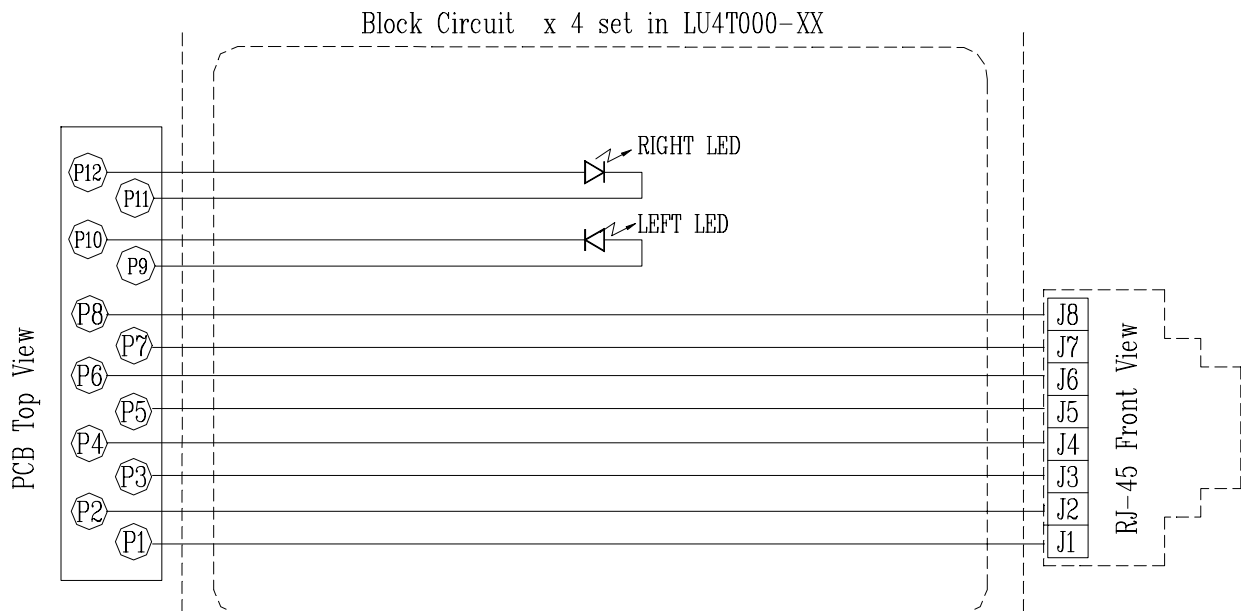 Block Circuit x 4 set in LU4T000-XX
PCB Top View
P12
P11
P10
P9
P8
P7
P6
P5
P4
P3
P2
P1
RIGHT LED
LEFT LED
J8
J7
J6
J5
J4
J3
J2
J1
RJ-45 Front View